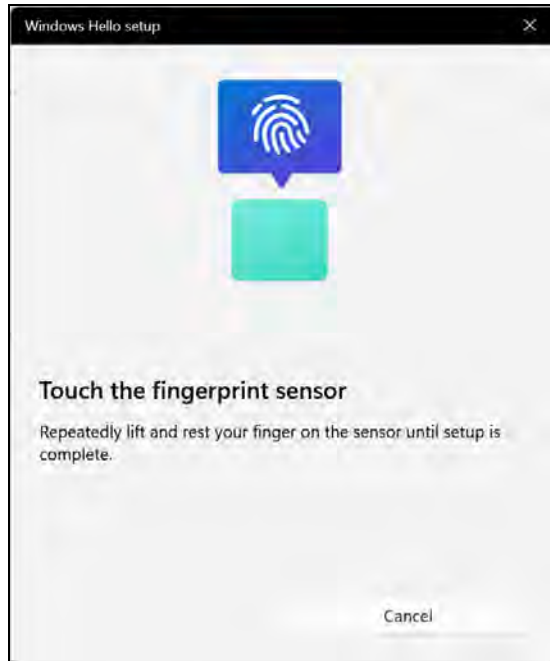 Windows Hello setup
Touch the fingerprint sensor
Repeatedly lift and rest your finger on the sensor until setup is
complete.
Cancel